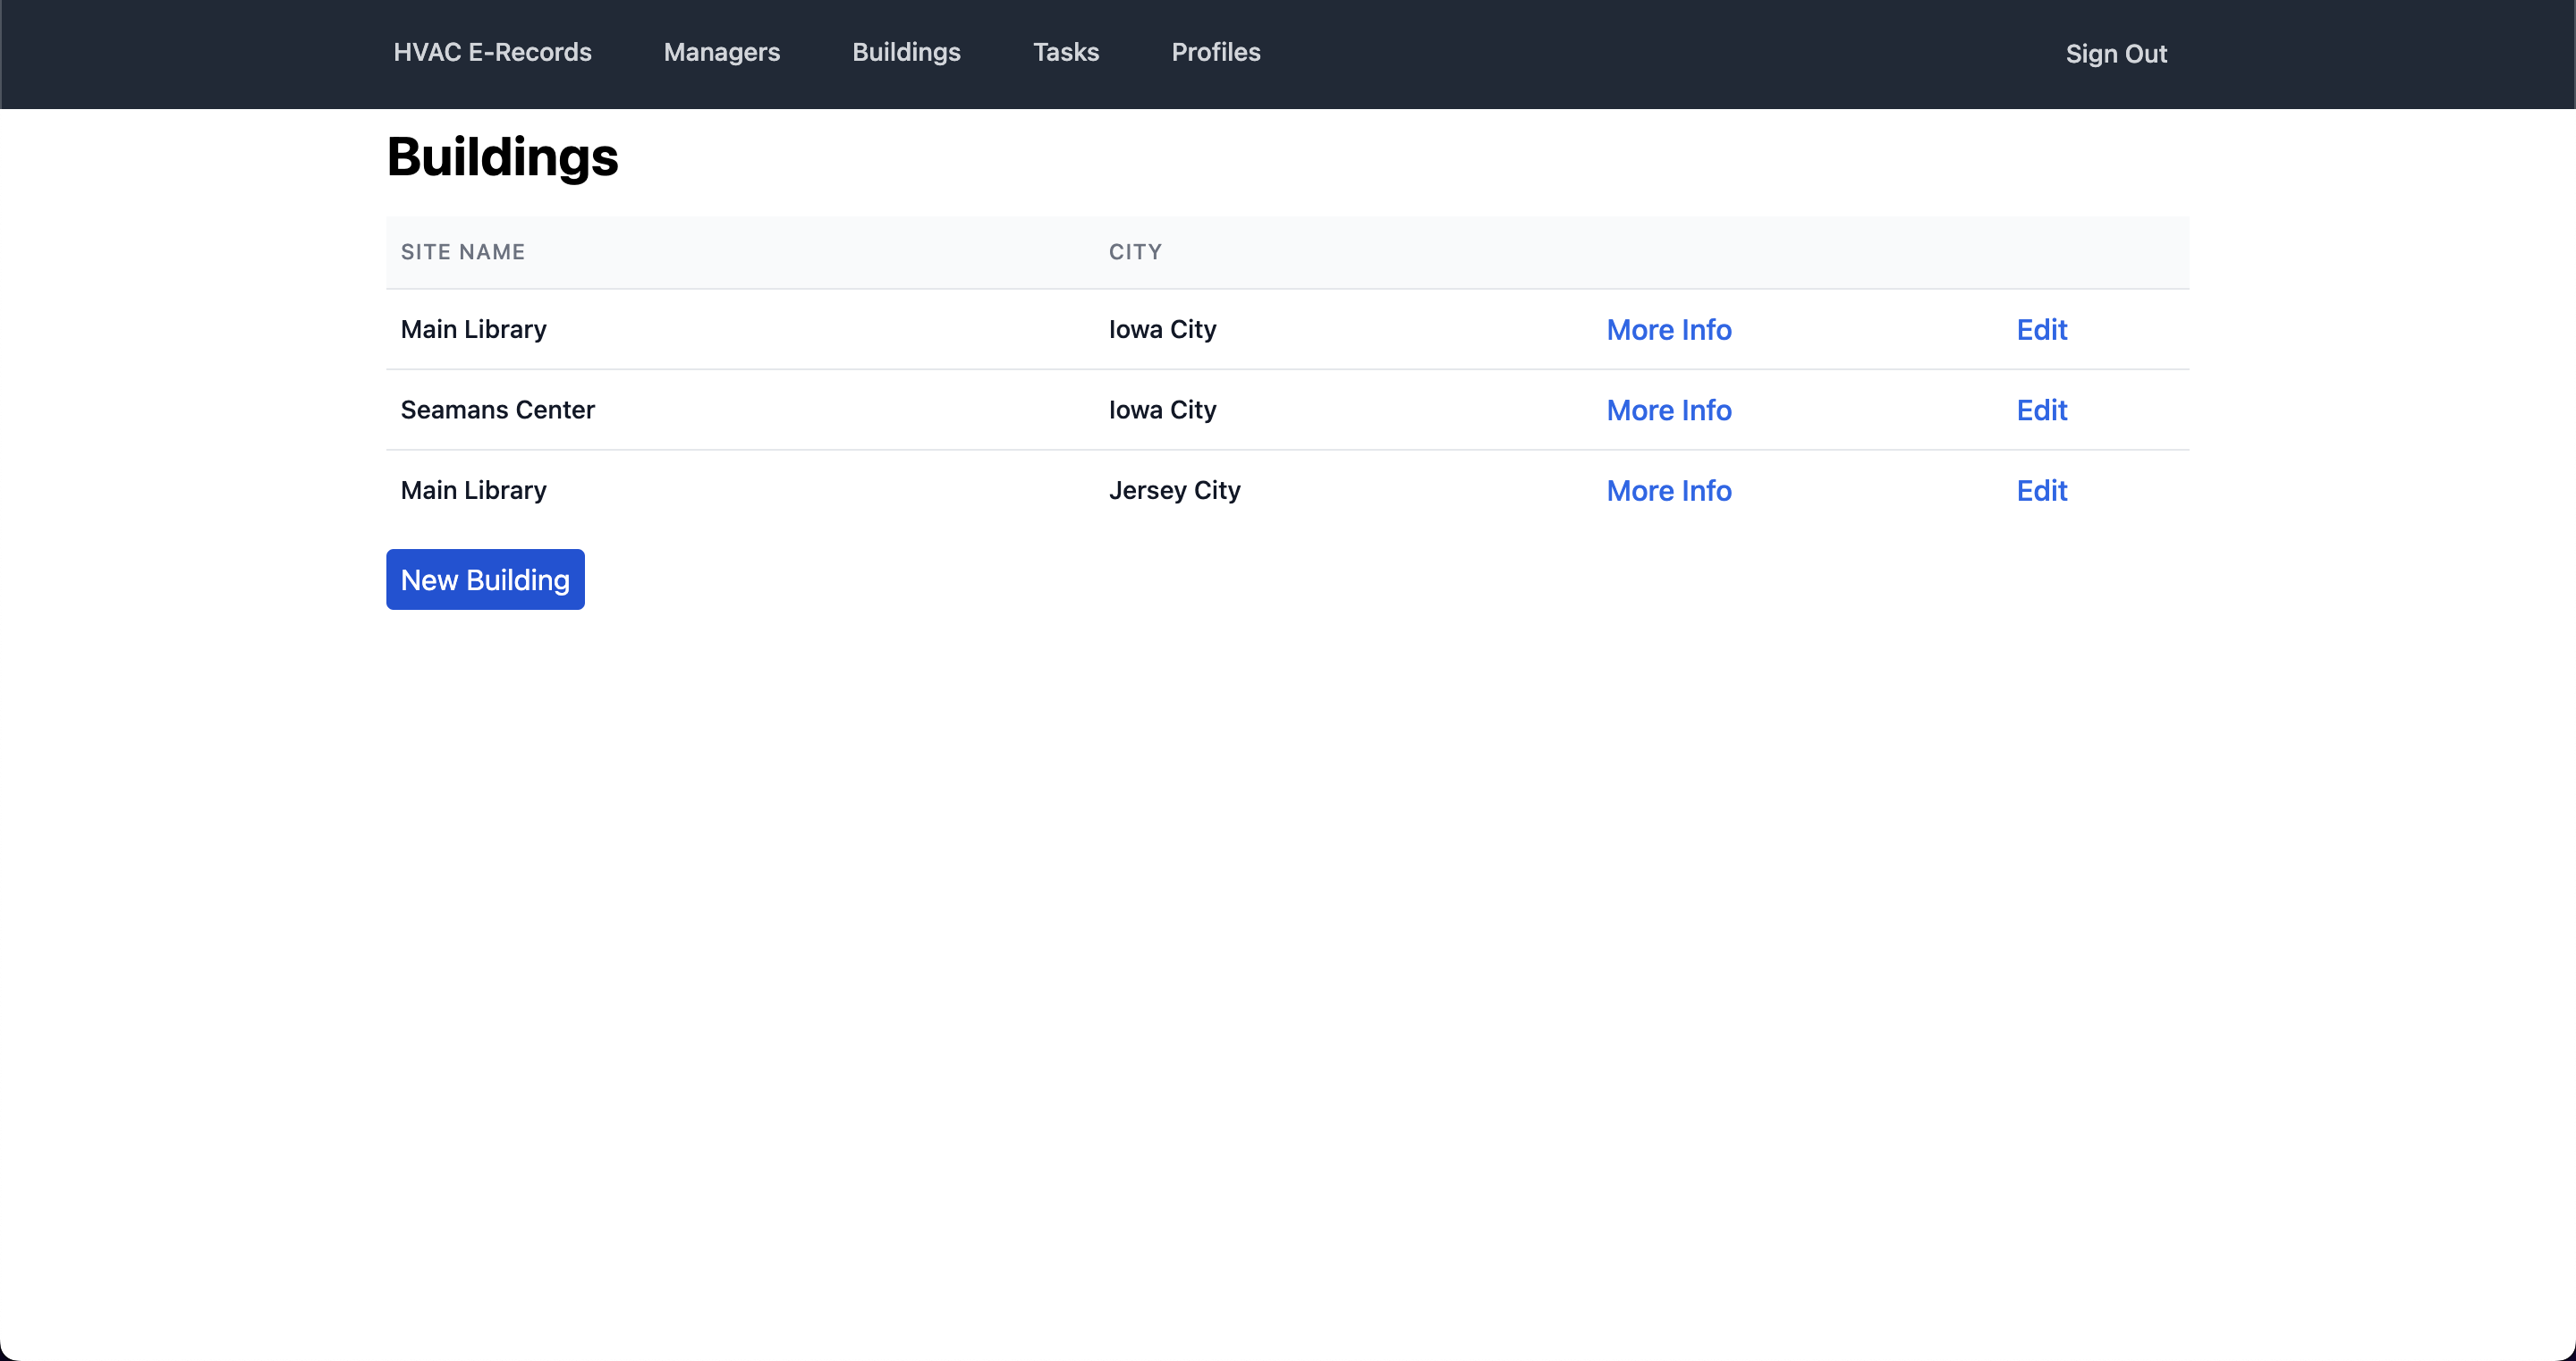 HVAC E-Records Managers Buildings Tasks Profiles Sign Out
Buildings
SITE NAME CITY
Main Library Iowa City More Info Edit
Seamans Center Iowa City More Info Edit
Main Library Jersey City More Info Edit
New Building